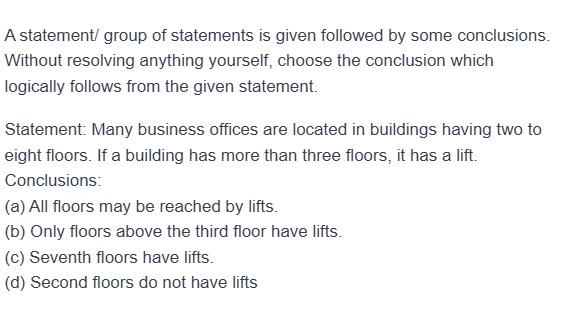 A statement/ group of statements is given followed by some conclusions.
Without resolving anything yourself, choose the conclusion which
logically follows from the given statement.
Statement: Many business offices are located in buildings having two to
eight floors. If a building has more than three floors, it has a lift.
Conclusions:
(a) All floors may be reached by lifts.
(b) Only floors above the third floor have lifts.
(c) Seventh floors have lifts.
(d) Second floors do not have lifts